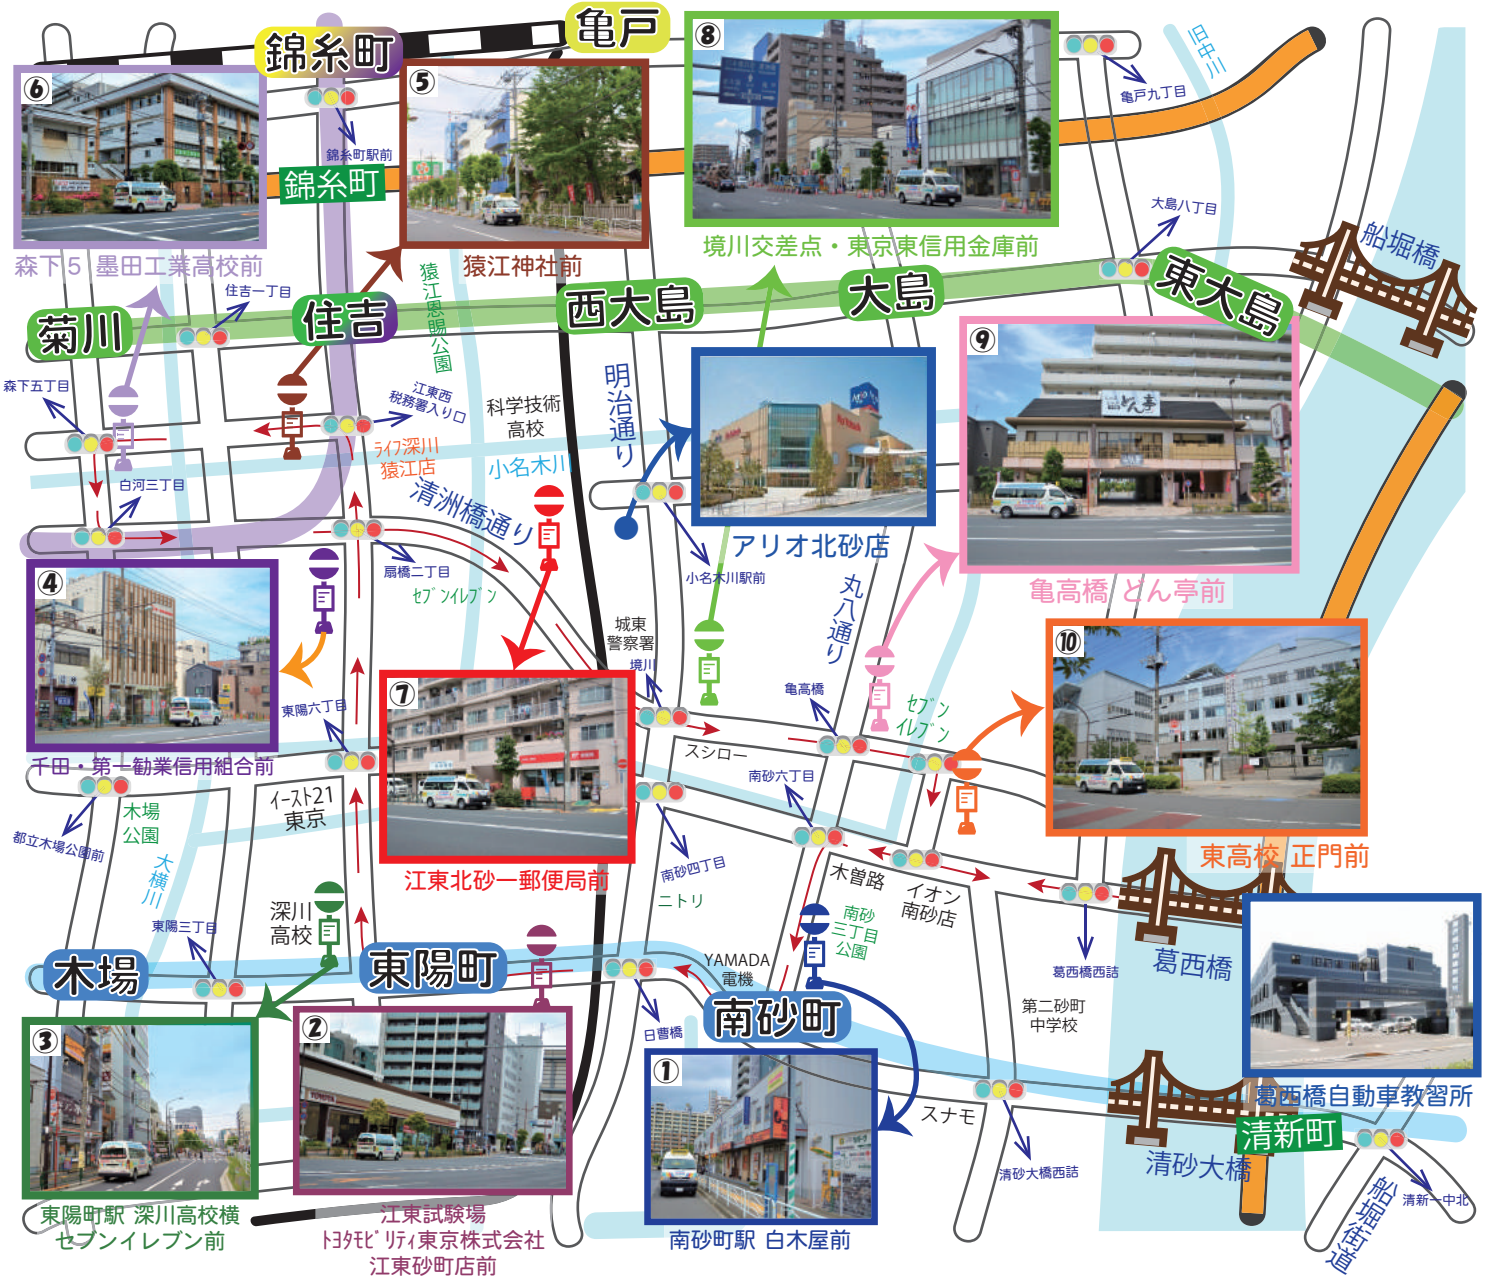 錦糸町
亀戸
⑥
⑤
⑧
旧中川
亀戸九丁目
錦糸町駅前
錦糸町
大島八丁目
船堀橋
森下5 墨田工業高校前
猿江神社前
境川交差点・東京東信用金庫前
住吉一丁目
猿江恩賜公園
菊川
住吉
西大島
大島
東大島
⑨
森下五丁目
江東西
税務署入り口
科学技術
高校
明治通り
Ario
どん亭
ライフ深川
猿江店
小名木川
白河三丁目
清洲橋通り
アリオ北砂店
扇橋二丁目
セブンイレブン
小名木川駅前
丸八通り
亀高橋 どん亭前
④
城東
警察署
境川
⑩
亀高橋
セブン
イレブン
東陽六丁目
⑦
スシロー
千田・第一勧業信用組合前
南砂六丁目
木場
公園
イースト21
東京
都立木場公園前
大横川
江東北砂一郵便局前
南砂四丁目
ニトリ
木曽路
イオン
南砂店
東高校 正門前
深川
高校
東陽三丁目
南砂
三丁目
公園
YAMADA
電機
葛西橋西詰
葛西橋
木場
東陽町
南砂町
第二砂町
中学校
日曹橋
③
②
①
TOYOTA
スナモ
葛西橋自動車教習所
清新町
清砂大橋西詰
清砂大橋
清新一中北
船堀街道
東陽町駅 深川高校横
セブンイレブン前
江東試験場
トヨタモビリティ東京株式会社
江東砂町店前
南砂町駅 白木屋前